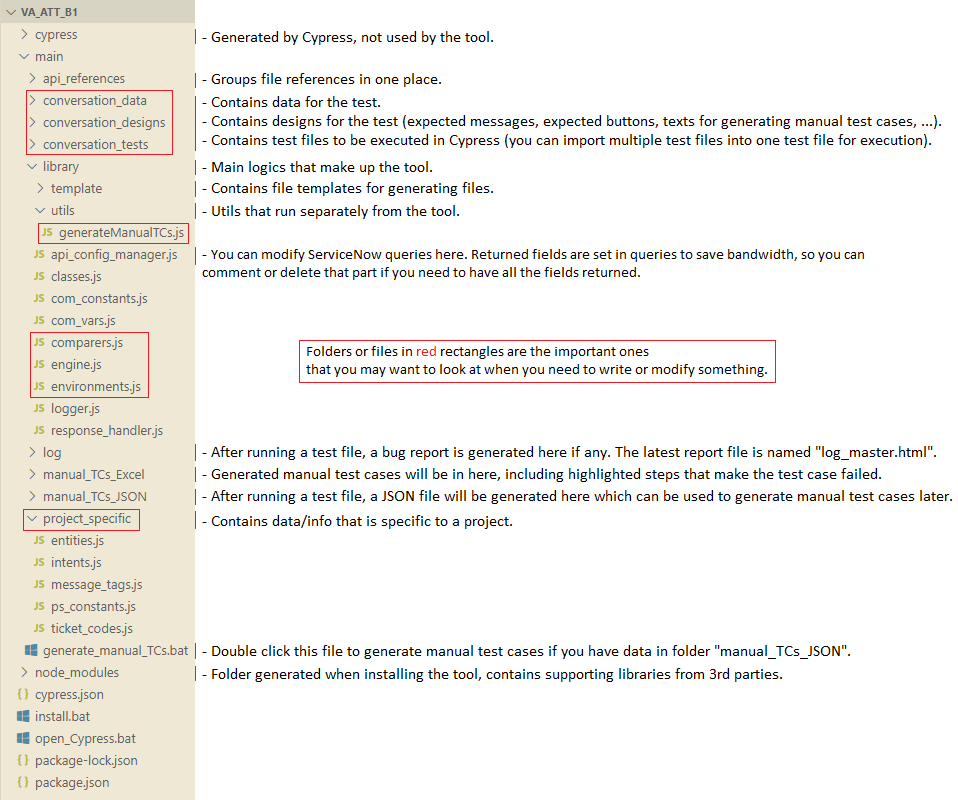 VA_ATT_B1
cypress - Generated by Cypress, not used by the tool.
main
api_references - Groups file references in one place.
conversation_data - Contains data for the test.
conversation_designs - Contains designs for the test (expected messages, expected buttons, texts for generating manual test cases, ...).
conversation_tests - Contains test files to be executed in Cypress (you can import multiple test files into one test file for execution).
library - Main logics that make up the tool.
template - Contains file templates for generating files.
utils - Utils that run separately from the tool.
JS generateManualTCs.js
JS api_config_manager.js - You can modify ServiceNow queries here. Returned fields are set in queries to save bandwidth, so you can
comment or delete that part if you need to have all the fields returned.
JS classes.js
JS com_constants.js
JS com_vars.js
JS comparers.js
Folders or files in red rectangles are the important ones
JS engine.js
that you may want to look at when you need to write or modify something.
JS environments.js
JS logger.js
JS response_handler.js
log - After running a test file, a bug report is generated here if any. The latest report file is named "log_master.html".
manual_TCs_Excel - Generated manual test cases will be in here, including highlighted steps that make the test case failed.
manual_TCs_JSON - After running a test file, a JSON file will be generated here which can be used to generate manual test cases later.
project_specific - Contains data/info that is specific to a project.
JS entities.js
JS intents.js
JS message_tags.js
JS ps_constants.js
JS ticket_codes.js
generate_manual_TCs.bat - Double click this file to generate manual test cases if you have data in folder "manual_TCs_JSON".
node_modules - Folder generated when installing the tool, contains supporting libraries from 3rd parties.
{} cypress.json
install.bat
open_Cypress.bat
{} package-lock.json
{} package.json